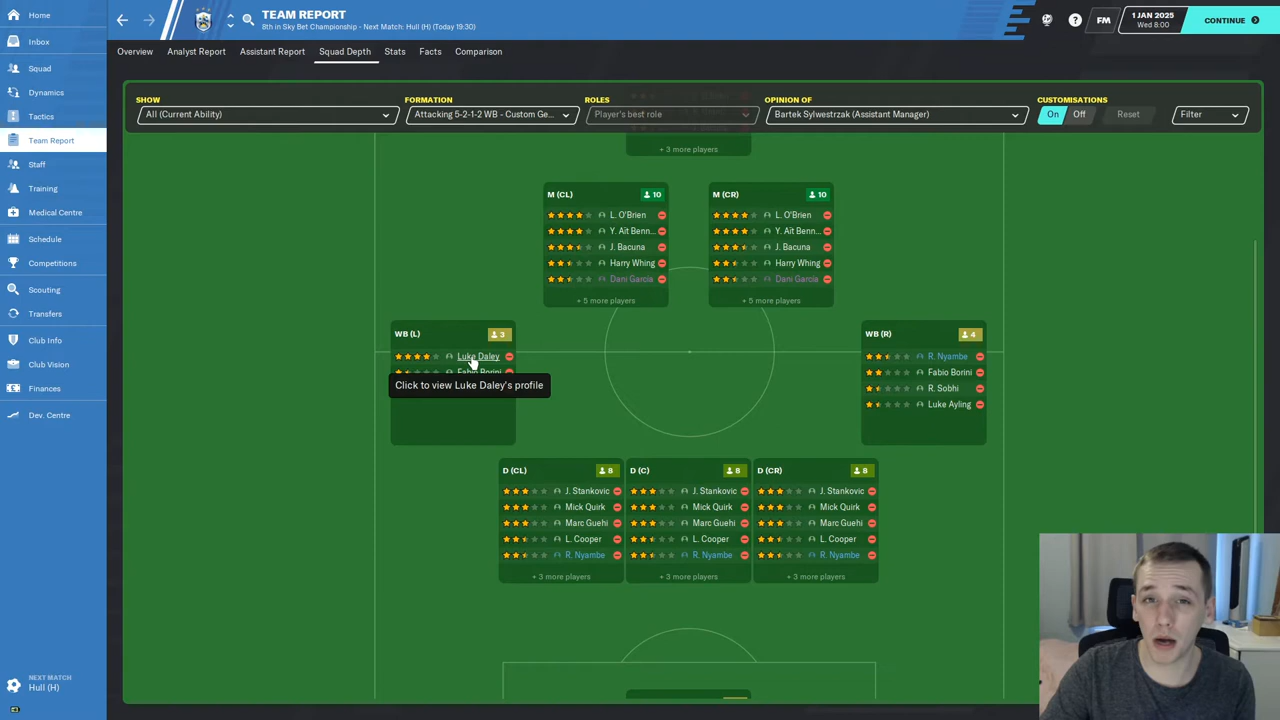 Home
TEAM REPORT
8th in Sky Bet Championship - Next Match: Hull (H) (Today 19:30)
FM
1 JAN 2025
Wed 8:00
CONTINUE
Inbox
Squad
Dynamics
Tactics
Team Report
Staff
Training
Medical Centre
Schedule
Competitions
Scouting
Transfers
Club Info
Club Vision
Finances
Dev. Centre
NEXT MATCH
Hull (H)
Overview
Analyst Report
Assistant Report
Squad Depth
Stats
Facts
Comparison
SHOW
All (Current Ability)
FORMATION
Attacking 5-2-1-2 WB - Custom Ge...
ROLES
Player's best role
OPINION OF
Bartek Sylwestrzak (Assistant Manager)
CUSTOMISATIONS
On
Off
Reset
Filter
+ 3 more players
M (CL)
10
L. O'Brien
Y. Aït Benn...
J. Bacuna
Harry Whing
Dani García
+ 5 more players
M (CR)
10
L. O'Brien
Y. Aït Benn...
J. Bacuna
Harry Whing
Dani García
+ 5 more players
WB (L)
3
Luke Daley
Fabio Borini
Click to view Luke Daley's profile
WB (R)
4
R. Nyambe
Fabio Borini
R. Sobhi
Luke Ayling
D (CL)
8
J. Stankovic
Mick Quirk
Marc Guehi
L. Cooper
R. Nyambe
+ 3 more players
D (C)
8
J. Stankovic
Mick Quirk
Marc Guehi
L. Cooper
R. Nyambe
+ 3 more players
D (CR)
8
J. Stankovic
Mick Quirk
Marc Guehi
L. Cooper
R. Nyambe
+ 3 more players